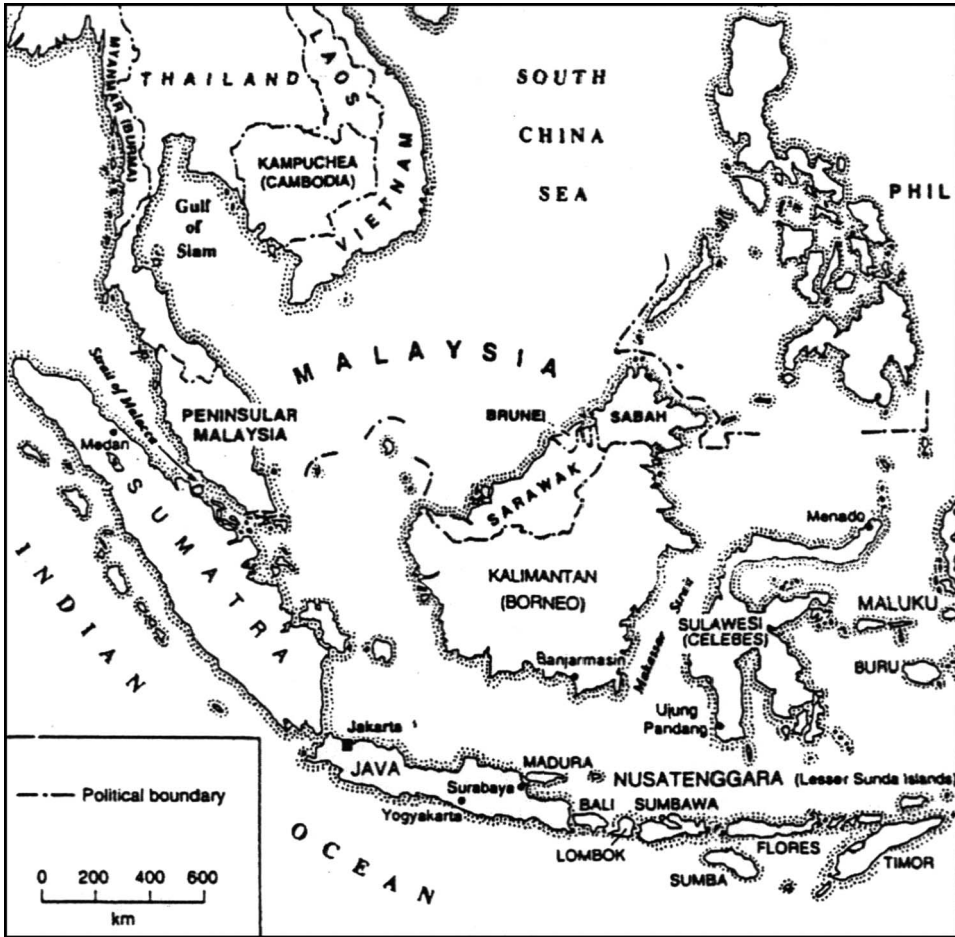 MYANMAR (BURMA)
THAILAND
LAOS
VIETNAM
KAMPUCHEA
(CAMBODIA)
Gulf
of
Siam
SOUTH
CHINA
SEA
PHIL
MALAYSIA
PENINSULAR
MALAYSIA
Strait of Malacca
BRUNEI
SABAH
SARAWAK
Medan
SUMATRA
INDIAN
OCEAN
KALIMANTAN
(BORNEO)
Banjarmasin
Makassar Strait
Menado
SULAWESI
(CELEBES)
MALUKU
BURU
Ujung
Pandang
Jakarta
JAVA
MADURA
Surabaya
Yogyakarta
NUSATENGGARA (Lesser Sunda Islands)
BALI
SUMBAWA
LOMBOK
FLORES
SUMBA
TIMOR
Political boundary
0 200 400 600
km